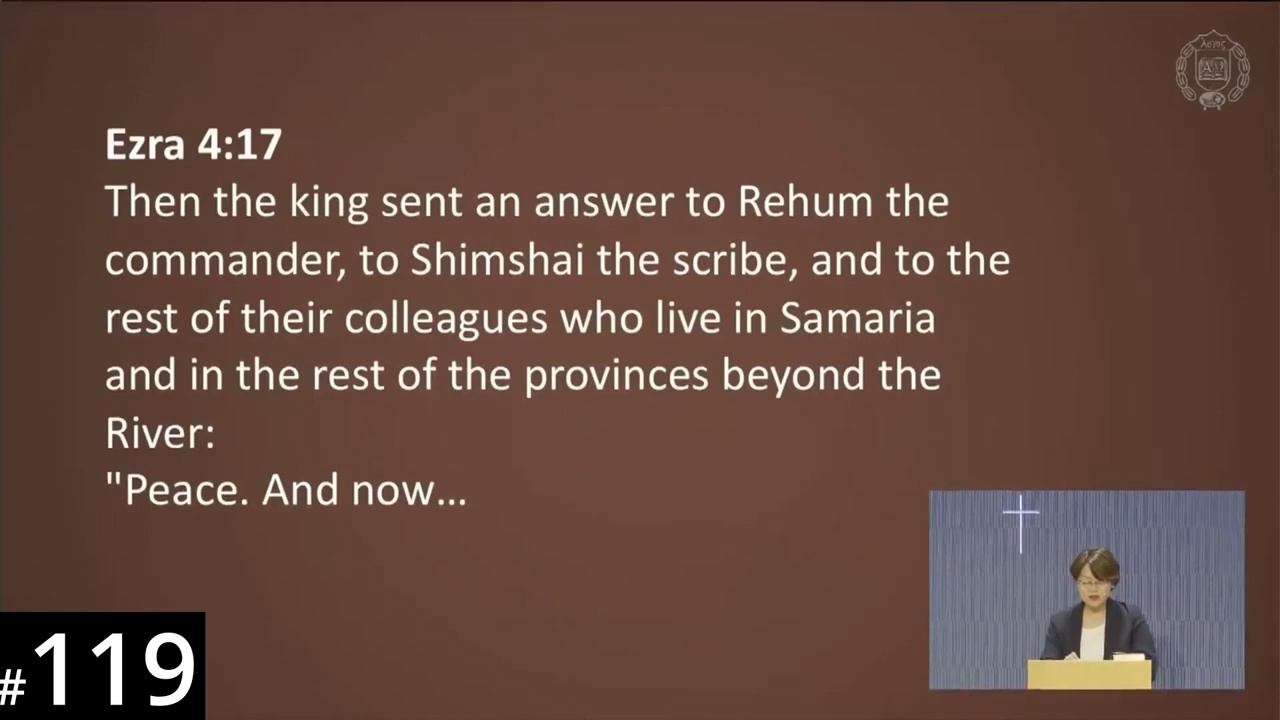 λόγος
Ezra 4:17
Then the king sent an answer to Rehum the
commander, to Shimshai the scribe, and to the
rest of their colleagues who live in Samaria
and in the rest of the provinces beyond the
River:
"Peace. And now...
#119